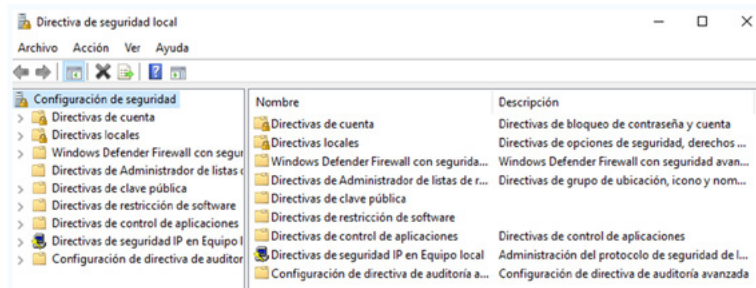 Directiva de seguridad local
Archivo Acción Ver Ayuda
Configuración de seguridad
Directivas de cuenta
Directivas locales
Windows Defender Firewall con segur
Directivas de Administrador de listas c
Directivas de clave pública
Directivas de restricción de software
Directivas de control de aplicaciones
Directivas de seguridad IP en Equipo l
Configuración de directiva de auditor
Nombre Descripción
Directivas de cuenta Directivas de bloqueo de contraseña y cuenta
Directivas locales Directivas de opciones de seguridad, derechos ...
Windows Defender Firewall con segurida... Windows Defender Firewall con seguridad avan...
Directivas de Administrador de listas de r... Directivas de grupo de ubicación, icono y nom...
Directivas de clave pública
Directivas de restricción de software
Directivas de control de aplicaciones Directivas de control de aplicaciones
Directivas de seguridad IP en Equipo local Administración del protocolo de seguridad de I...
Configuración de directiva de auditoría a... Configuración de directiva de auditoría avanzada